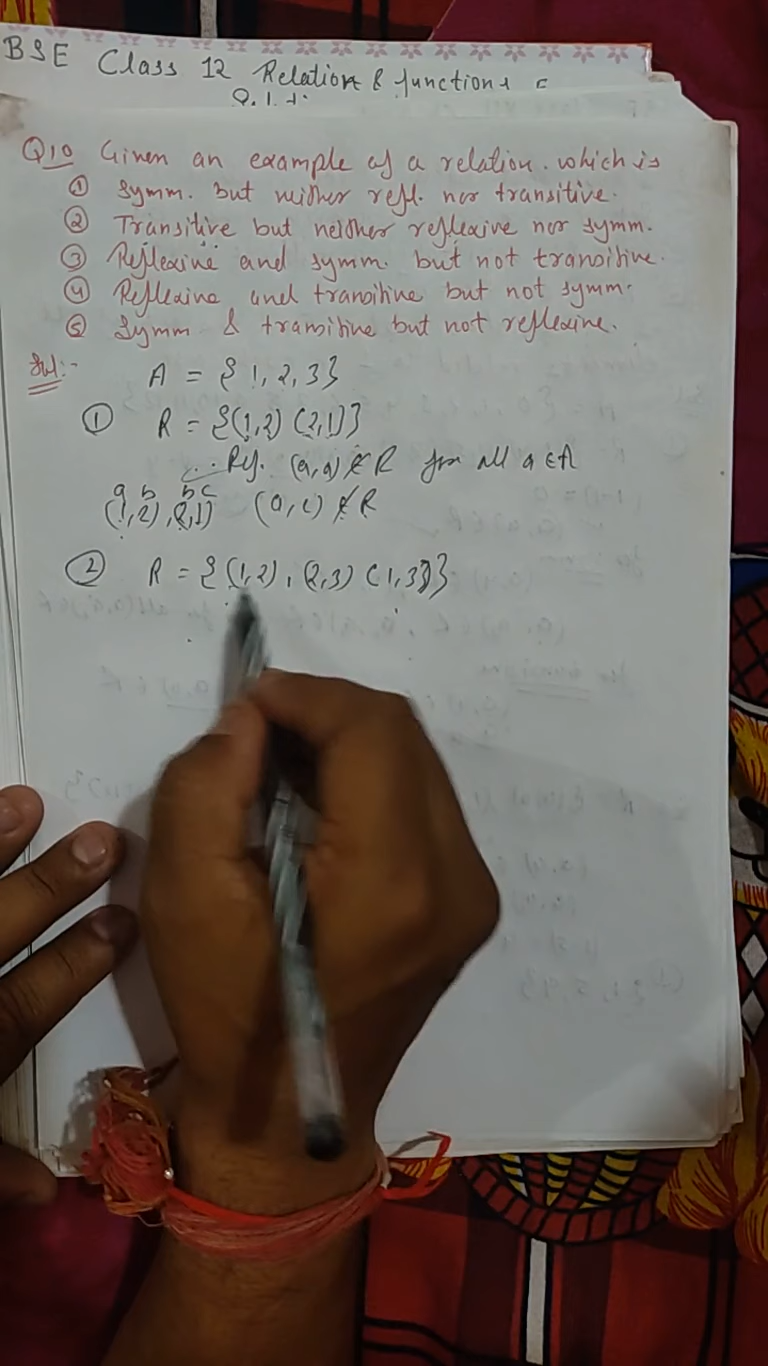 BSE Class 12 Relation & functions
Q10 Given an example of a relation. which is
① Symm. but neither refl. nor transitive.
② Transitive but neither reflexive nor symm.
③ Reflexive and symm. but not transitive.
④ Reflexive and transitive but not symm.
⑤ Symm & transitive but not reflexive.
Sol:- A = {1, 2, 3}
① R = {(1,2) (2,1)}
Ref. (a,a) ∉ R for all a ∈ A
a b b c
(1,2), (2,1) (a,c) ∉ R
② R = {(1,2), (2,3) (1,3)}